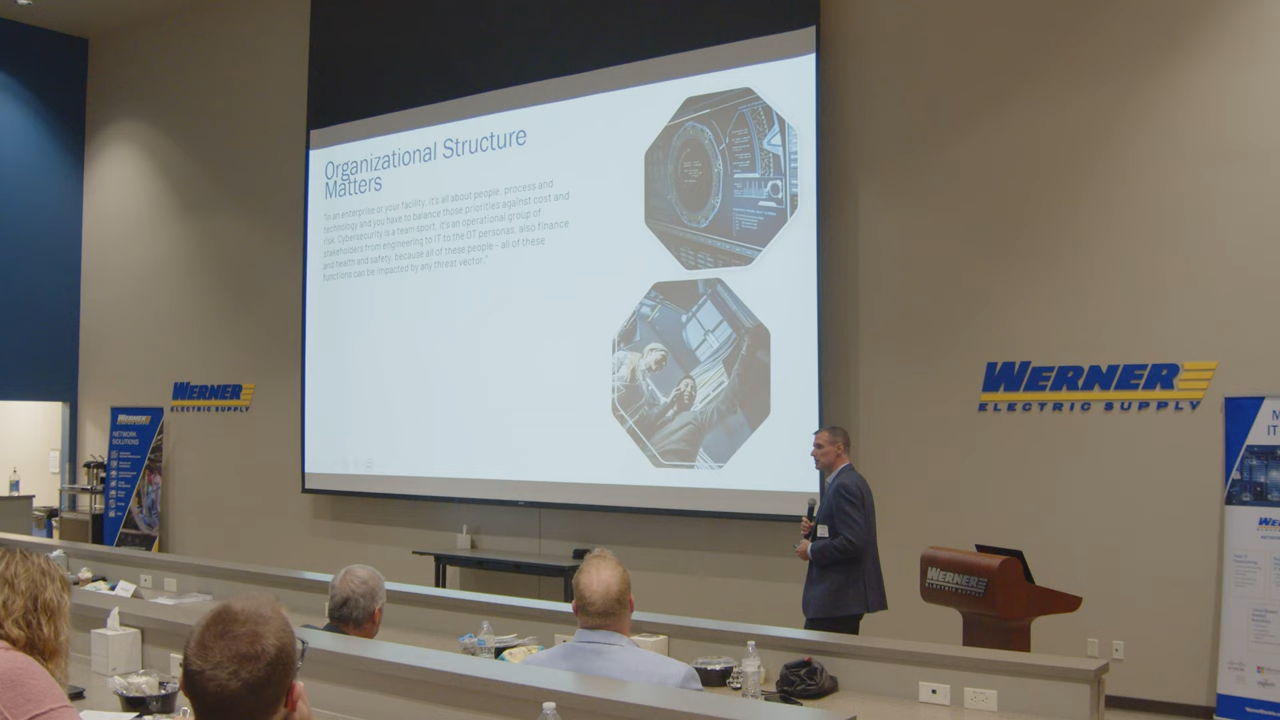 Organizational Structure
Matters
"In an enterprise or your facility, it's all about people, process and
technology and you have to balance those priorities against cost and
risk. Cybersecurity is a team sport, it's an operational group of
stakeholders from engineering to IT to the OT personas, also finance
and health and safety, because all of these people - all of these
functions can be impacted by any threat vector."
WERNER
ELECTRIC SUPPLY
WERNER
ELECTRIC SUPPLY
WERNER
NETWORK
SOLUTIONS
WERNER
ELECTRIC SUPPLY
M
IT
WE